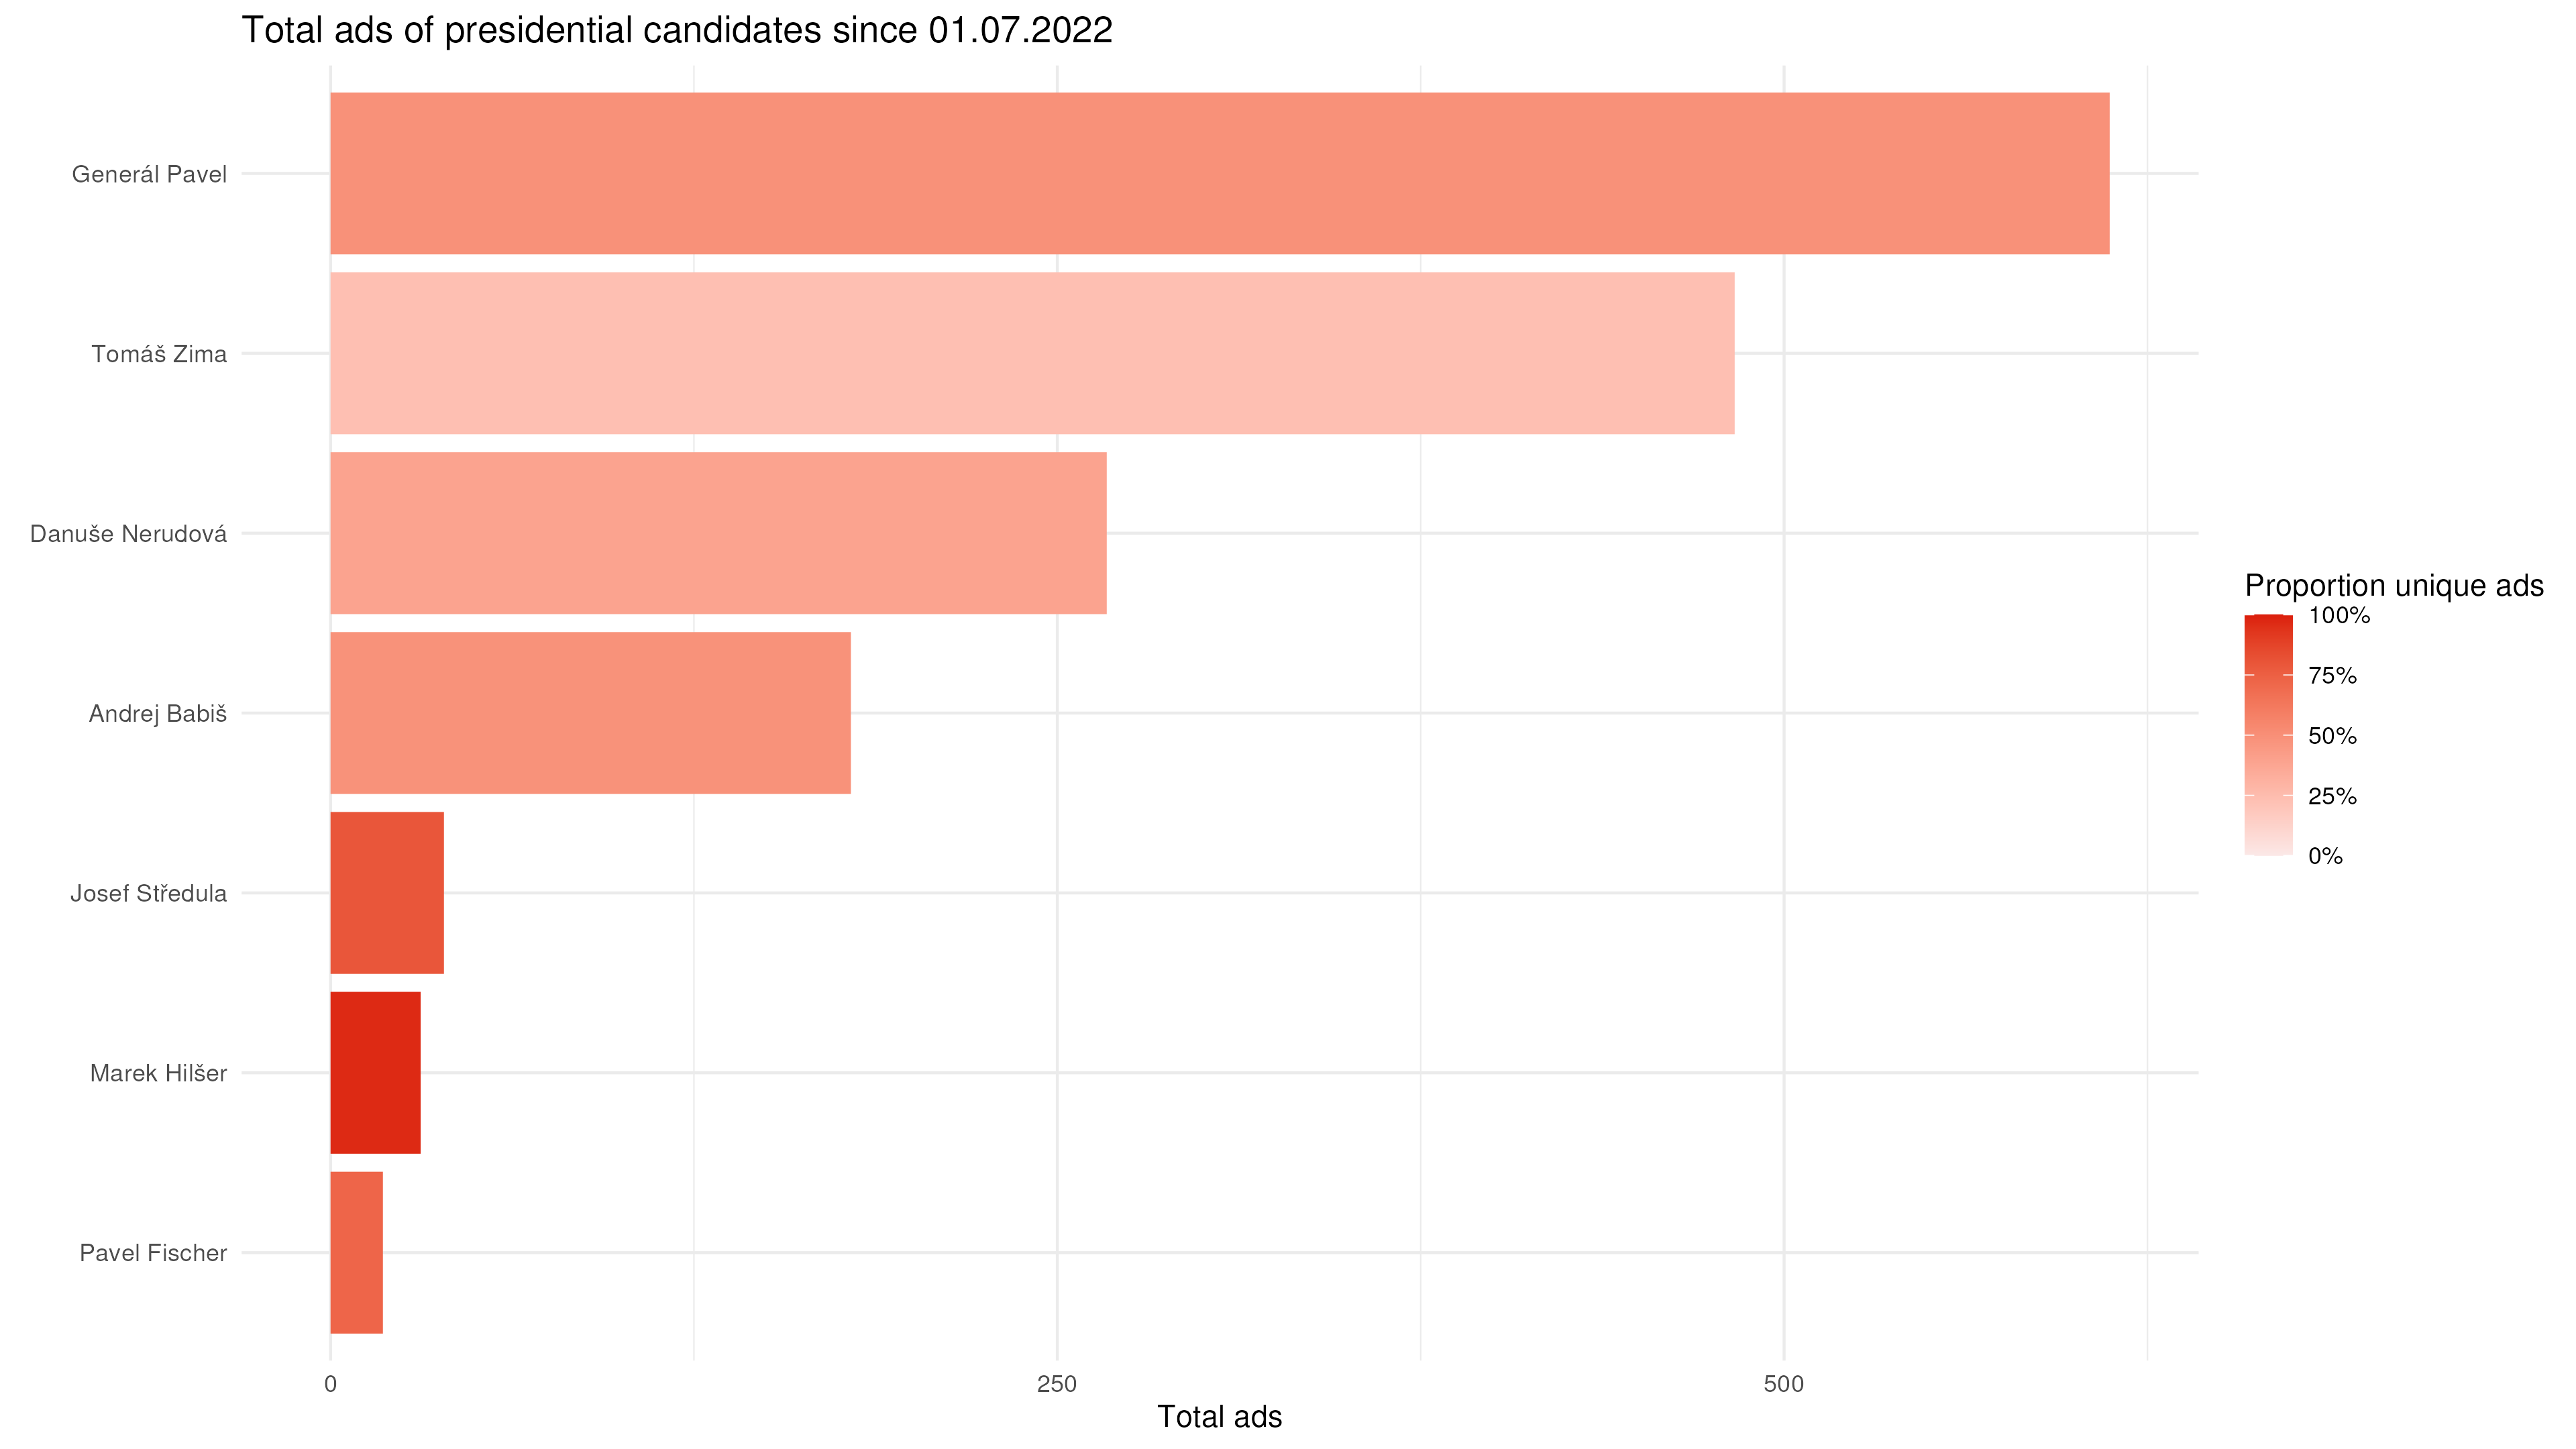 Total ads of presidential candidates since 01.07.2022
Generál Pavel
Tomáš Zima
Danuše Nerudová
Andrej Babiš
Josef Středula
Marek Hilšer
Pavel Fischer
0
250
500
Total ads
Proportion unique ads
100%
75%
50%
25%
0%